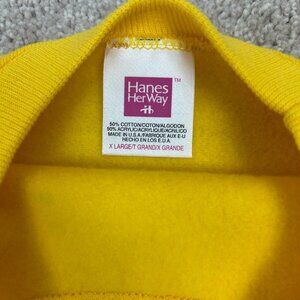 Hanes
HerWay
TM
50% COTTON/COTON/ALGODON
50% ACRYLIC/ACRYLIQUE/ACRILICO
MADE IN U.S.A./FABRIQUE AUX E-U
HECHO EN LOS E.U.A.
X LARGE/T GRAND/X GRANDE